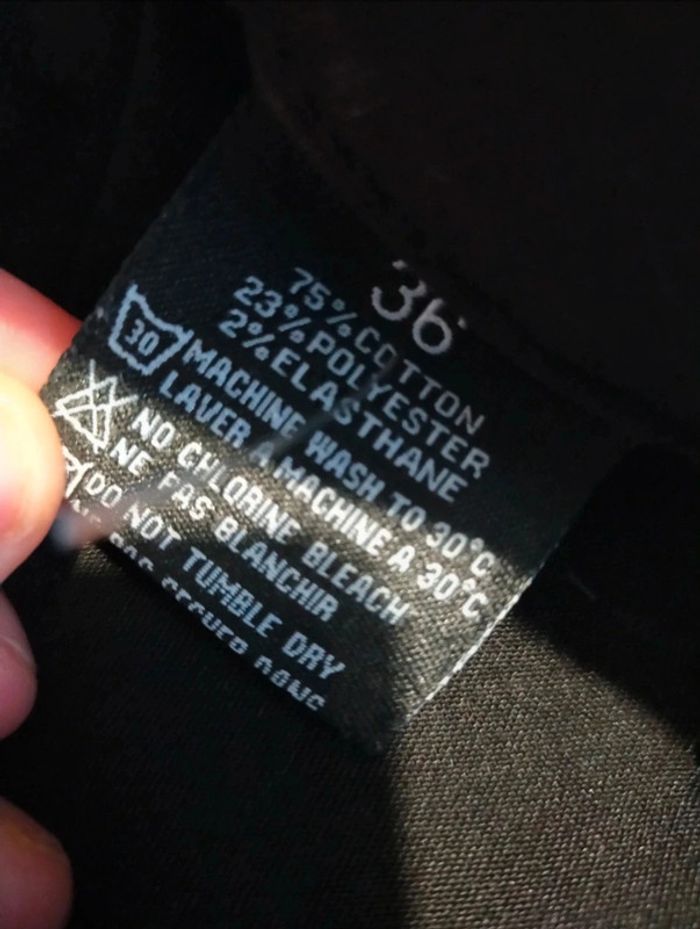 36
75% COTTON
23% POLYESTER
2% ELASTHANE
30
MACHINE WASH TO 30°C
LAVER A MACHINE A 30°C
NO CHLORINE BLEACH
NE PAS BLANCHIR
DO NOT TUMBLE DRY